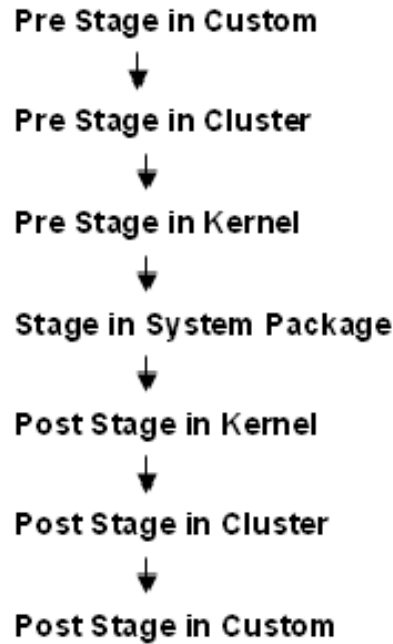 Pre Stage in Custom
Pre Stage in Cluster
Pre Stage in Kernel
Stage in System Package
Post Stage in Kernel
Post Stage in Cluster
Post Stage in Custom